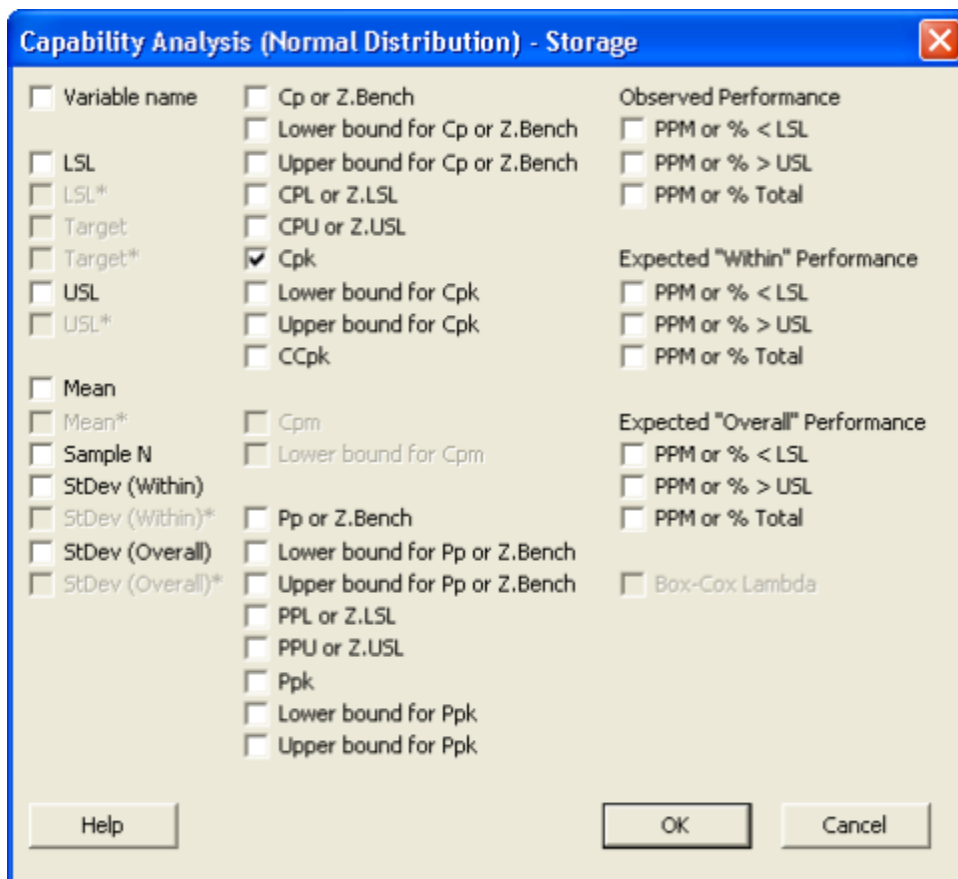 Capability Analysis (Normal Distribution) - Storage
Variable name
LSL
LSL*
Target
Target*
USL
USL*
Mean
Mean*
Sample N
StDev (Within)
StDev (Within)*
StDev (Overall)
StDev (Overall)*
Cp or Z.Bench
Lower bound for Cp or Z.Bench
Upper bound for Cp or Z.Bench
CPL or Z.LSL
CPU or Z.USL
Cpk
Lower bound for Cpk
Upper bound for Cpk
CCpk
Cpm
Lower bound for Cpm
Pp or Z.Bench
Lower bound for Pp or Z.Bench
Upper bound for Pp or Z.Bench
PPL or Z.LSL
PPU or Z.USL
Ppk
Lower bound for Ppk
Upper bound for Ppk
Observed Performance
PPM or % < LSL
PPM or % > USL
PPM or % Total
Expected "Within" Performance
PPM or % < LSL
PPM or % > USL
PPM or % Total
Expected "Overall" Performance
PPM or % < LSL
PPM or % > USL
PPM or % Total
Box-Cox Lambda
Help
OK
Cancel